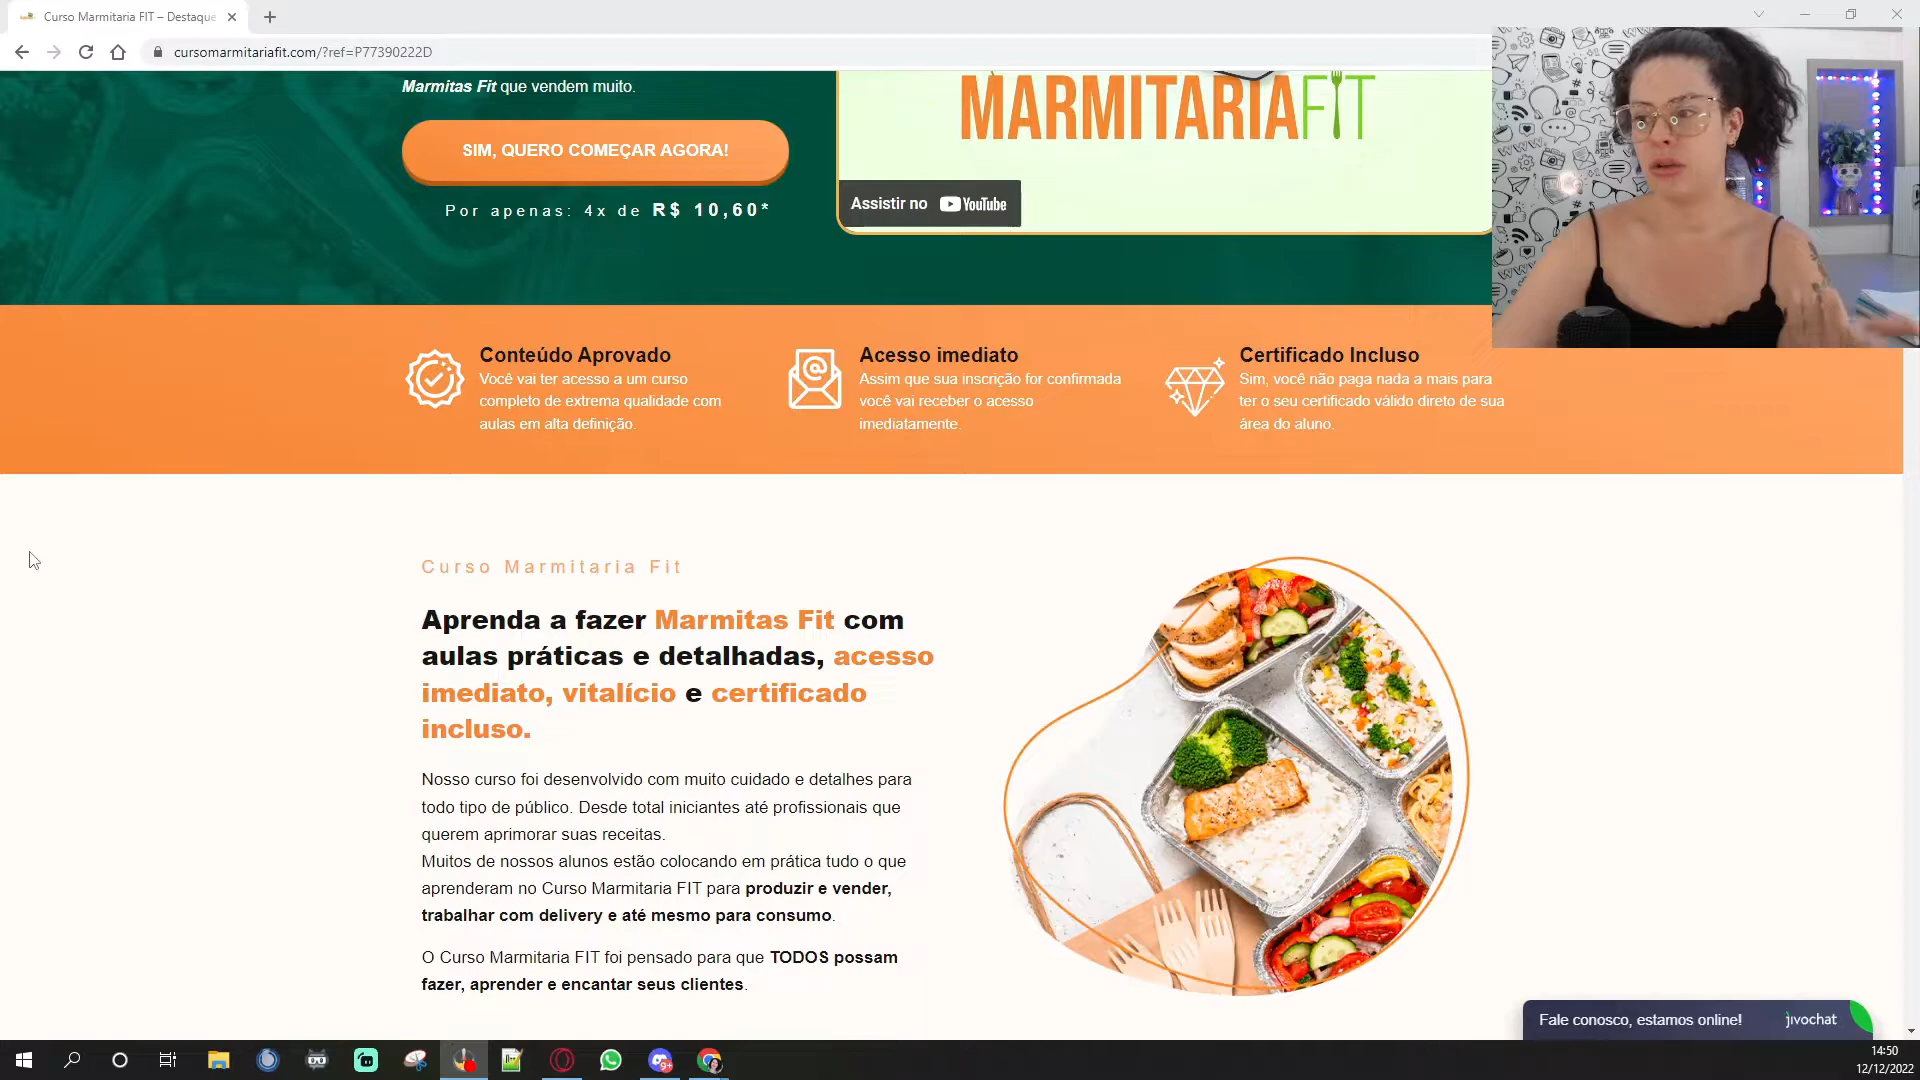 Curso Marmitaria FIT – Destaque
cursomarmitariafit.com/?ref=P77390222D
Marmitas Fit que vendem muito.
SIM, QUERO COMEÇAR AGORA!
Por apenas: 4x de R$ 10,60*
MARMITARIAFIT
Assistir no YouTube
Conteúdo Aprovado
Você vai ter acesso a um curso
completo de extrema qualidade com
aulas em alta definição.
Acesso imediato
Assim que sua inscrição for confirmada
você vai receber o acesso
imediatamente.
Certificado Incluso
Sim, você não paga nada a mais para
ter o seu certificado válido direto de sua
área do aluno.
Curso Marmitaria Fit
Aprenda a fazer Marmitas Fit com
aulas práticas e detalhadas, acesso
imediato, vitalício e certificado
incluso.
Nosso curso foi desenvolvido com muito cuidado e detalhes para
todo tipo de público. Desde total iniciantes até profissionais que
querem aprimorar suas receitas.
Muitos de nossos alunos estão colocando em prática tudo o que
aprenderam no Curso Marmitaria FIT para produzir e vender,
trabalhar com delivery e até mesmo para consumo.
O Curso Marmitaria FIT foi pensado para que TODOS possam
fazer, aprender e encantar seus clientes.
Fale conosco, estamos online!
jivochat
9+
14:50
12/12/2022